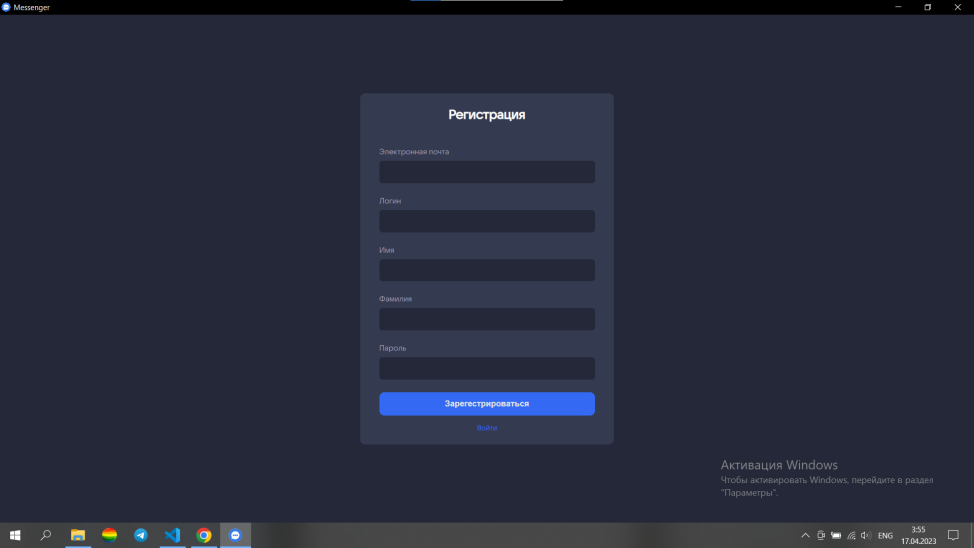 Messenger
Регистрация
Электронная почта
Логин
Имя
Фамилия
Пароль
Зарегестрироваться
Войти
Активация Windows
Чтобы активировать Windows, перейдите в раздел
"Параметры".
ENG
3:55
17.04.2023